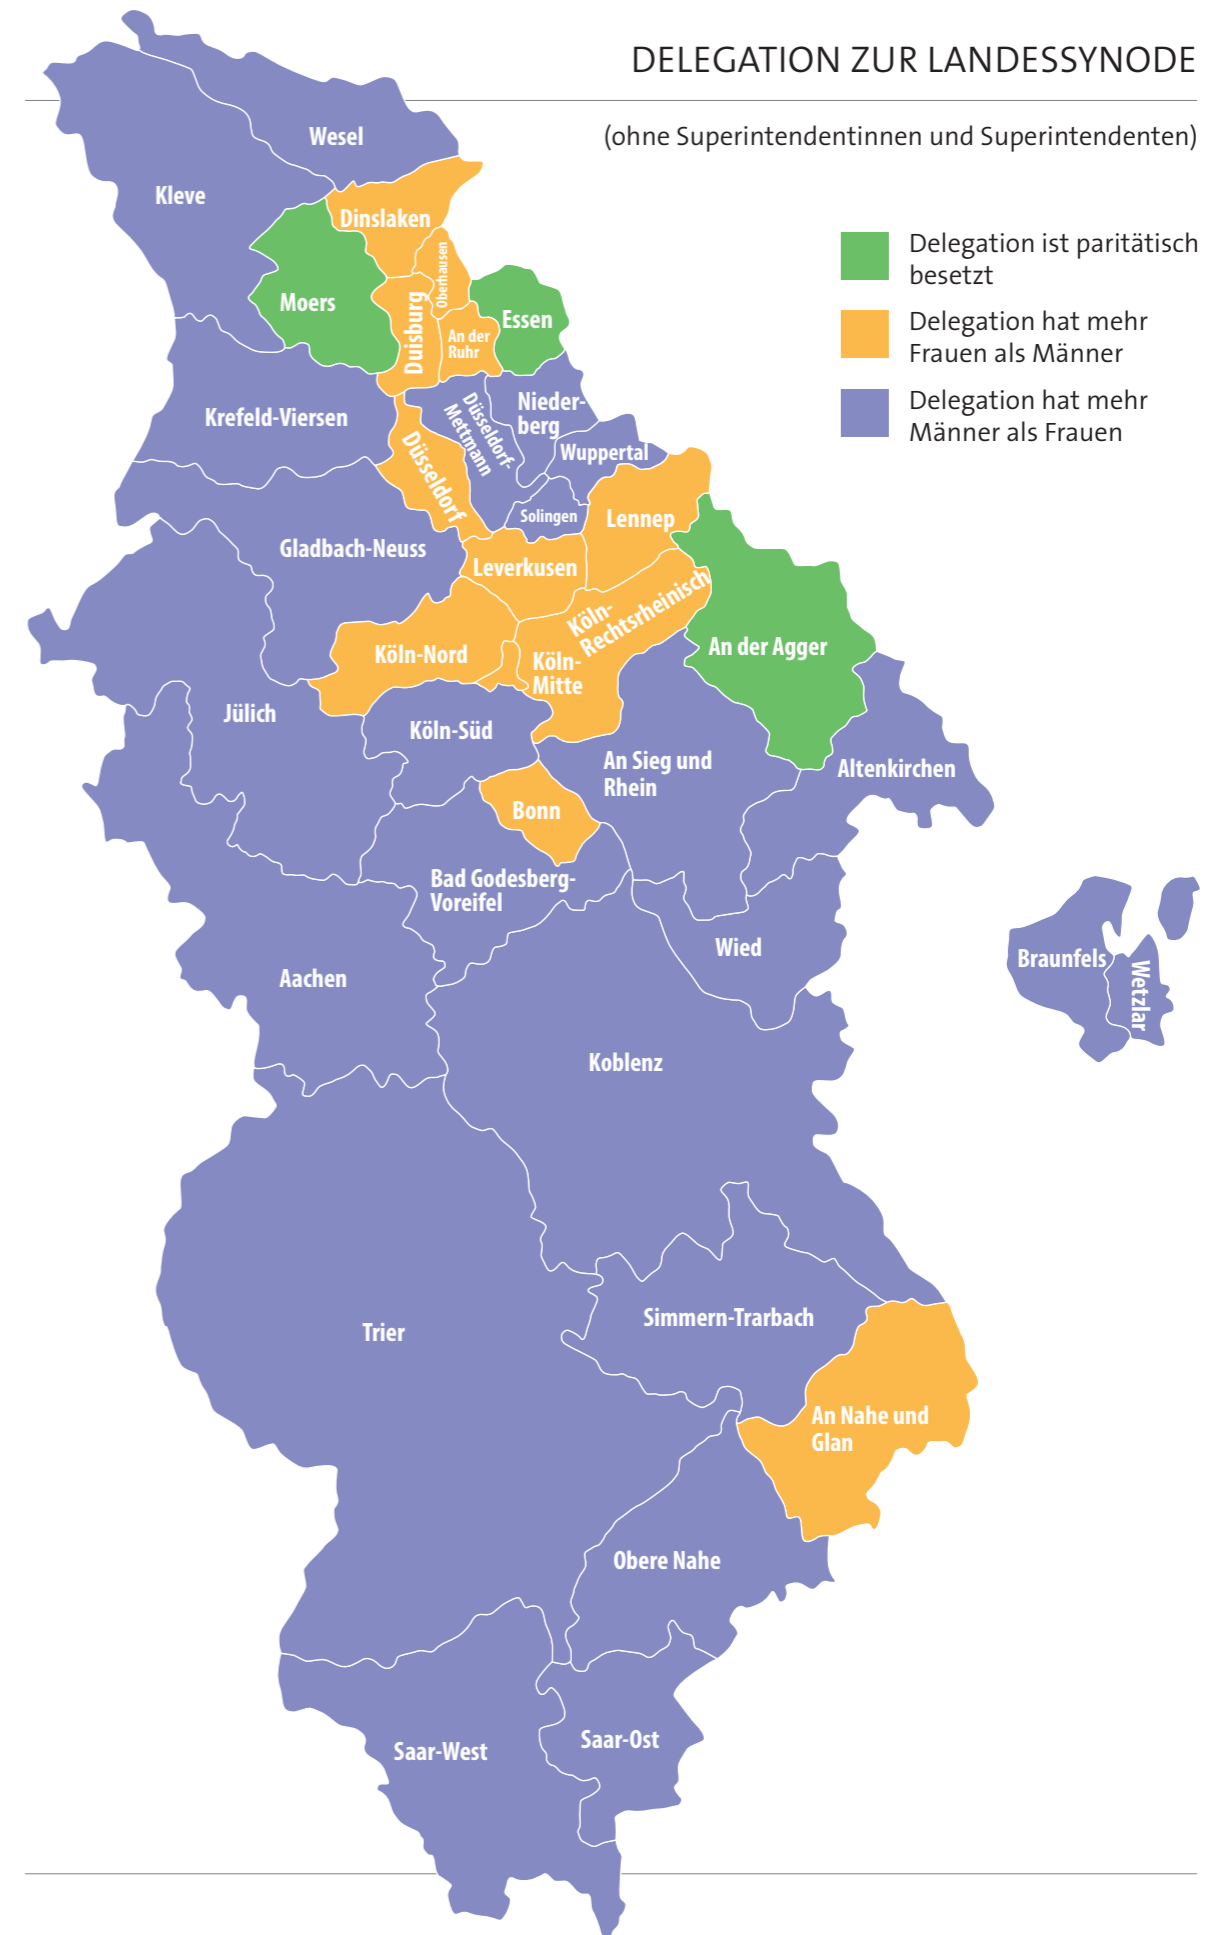 DELEGATION ZUR LANDESSYNODE
(ohne Superintendentinnen und Superintendenten)
Delegation ist paritätisch
besetzt
Delegation hat mehr
Frauen als Männer
Delegation hat mehr
Männer als Frauen
Wesel
Kleve
Dinslaken
Oberhausen
Moers
Duisburg
Essen
An der
Ruhr
Krefeld-Viersen
Düsseldorf-
Mettmann
Nieder-
berg
Wuppertal
Düsseldorf
Solingen
Lennep
Gladbach-Neuss
Leverkusen
Köln-
Rechtsrheinisch
Köln-Nord
Köln-
Mitte
An der Agger
Jülich
Köln-Süd
An Sieg und
Rhein
Altenkirchen
Bonn
Bad Godesberg-
Voreifel
Wied
Braunfels
Wetzlar
Aachen
Koblenz
Simmern-Trarbach
Trier
An Nahe und
Glan
Obere Nahe
Saar-West
Saar-Ost